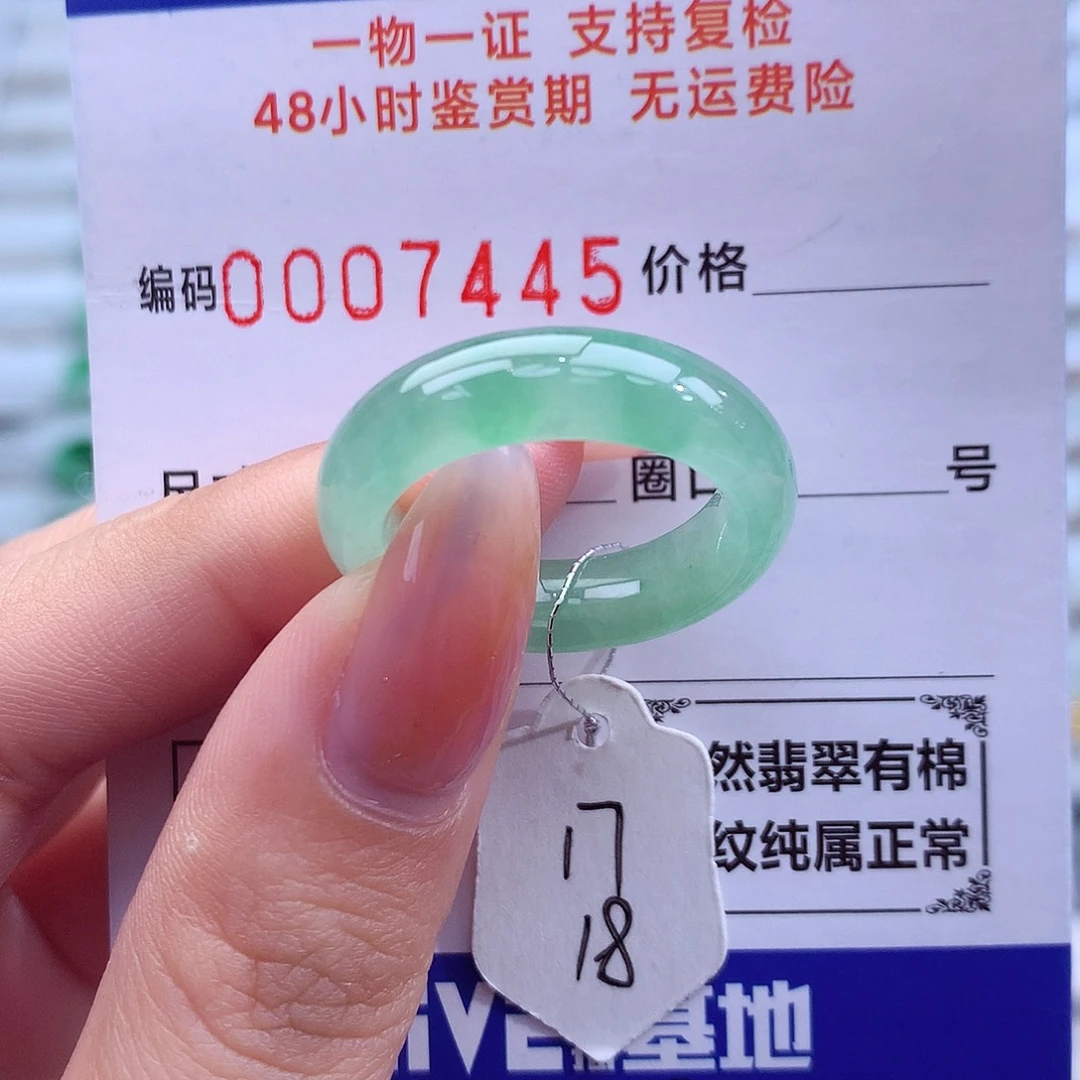 一物一证 支持复检
48小时鉴赏期 无运费险
编码0007445 价格
圈 号
然翡翠有棉
纹纯属正常
17
18
基地